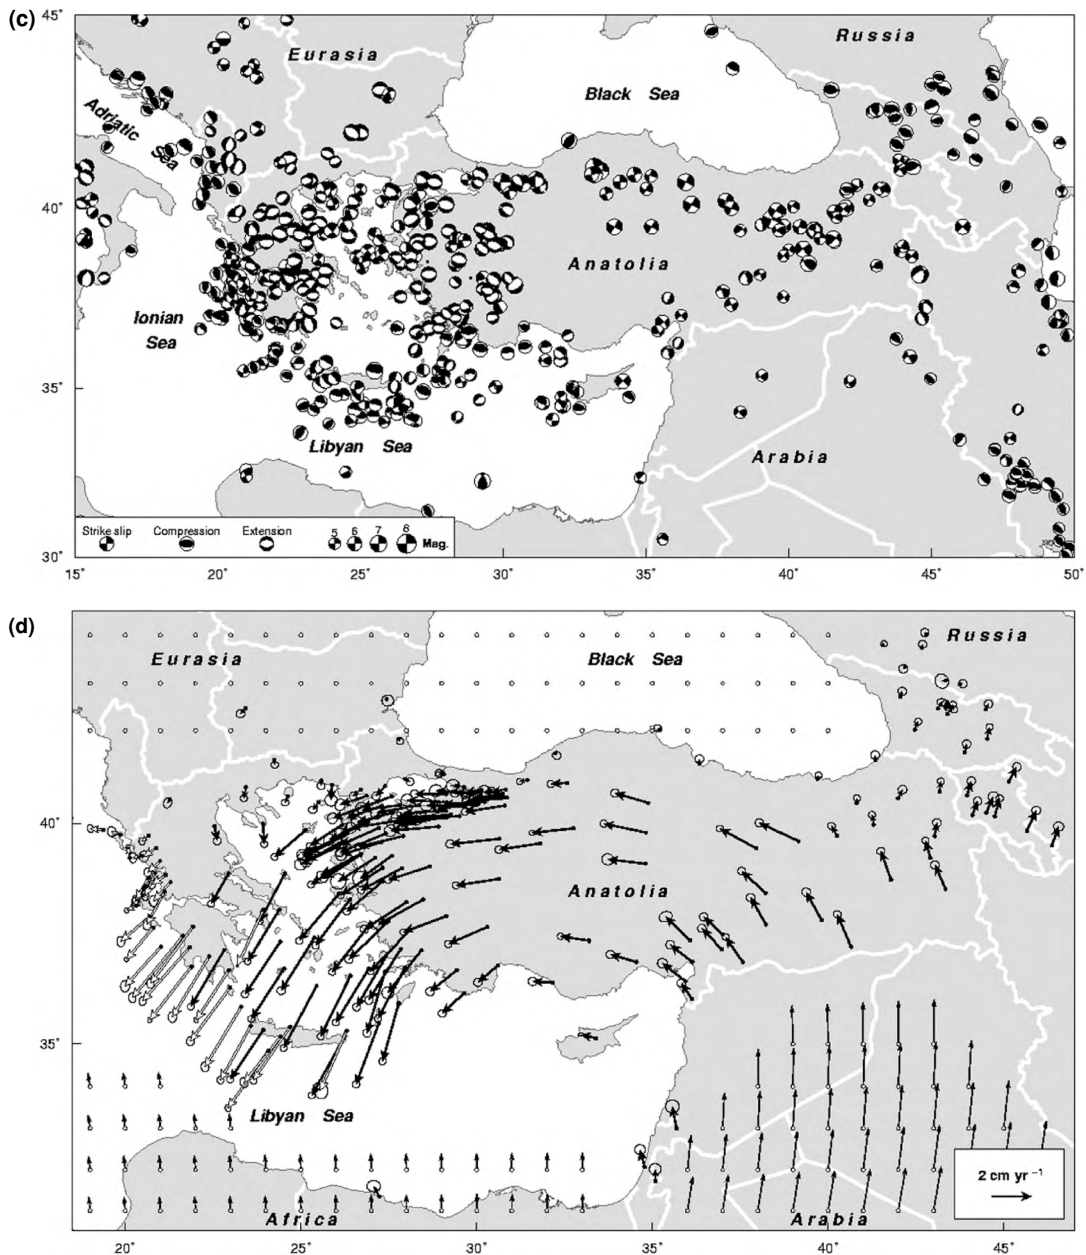 (c)
45°
40°
35°
30°
Eurasia
Russia
Black Sea
Adriatic
Sea
Anatolia
Ionian
Sea
Libyan Sea
Arabia
Strike slip
Compression
Extension
5 6 7 8 Mag.
15°
20°
25°
30°
35°
40°
45°
50°
(d)
Eurasia
Black Sea
Russia
40°
Anatolia
35°
Libyan Sea
2 cm yr⁻¹
Africa
Arabia
20°
25°
30°
35°
40°
45°